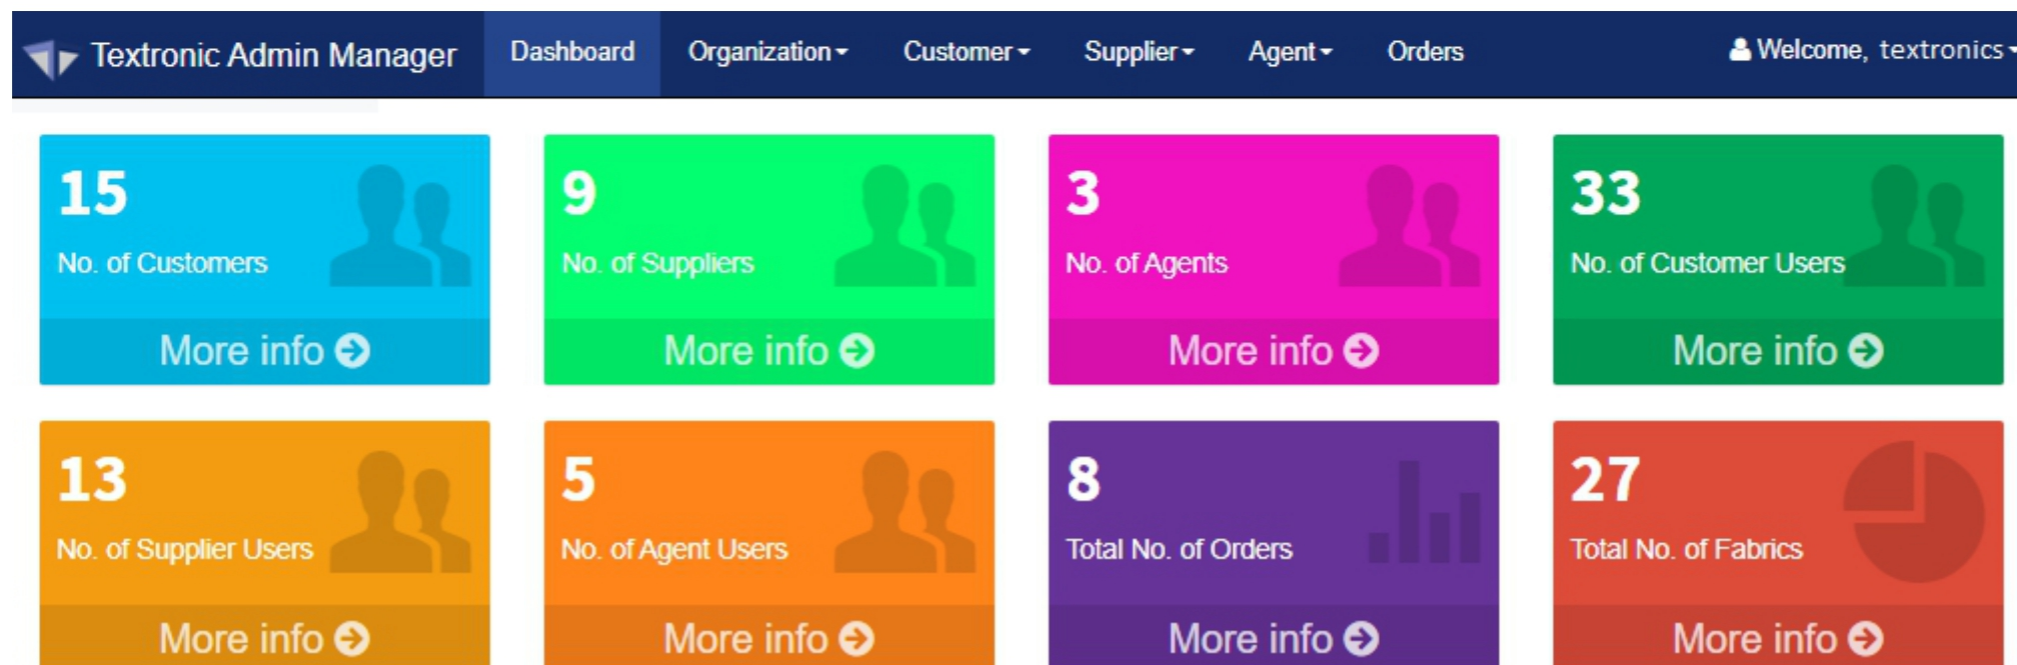 Textronic Admin Manager Dashboard Organization Customer Supplier Agent Orders Welcome, textronics
15 9 3 33
No. of Customers No. of Suppliers No. of Agents No. of Customer Users
More info More info More info More info
13 5 8 27
No. of Supplier Users No. of Agent Users Total No. of Orders Total No. of Fabrics
More info More info More info More info